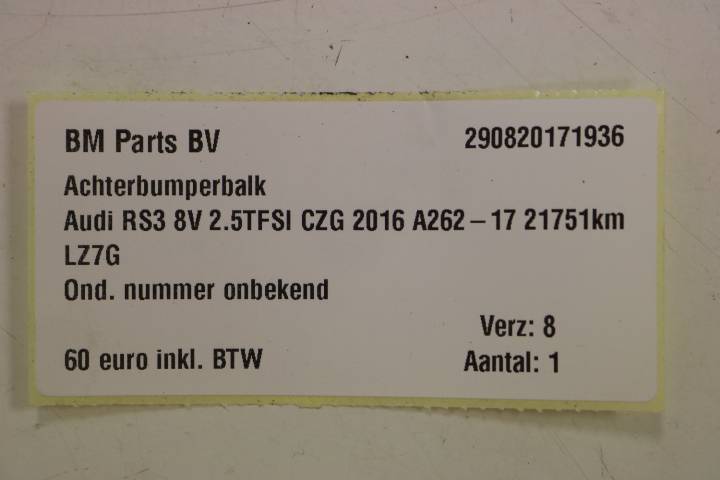 BM Parts BV 290820171936
Achterbumperbalk
Audi RS3 8V 2.5TFSI CZG 2016 A262 – 17 21751km
LZ7G
Ond. nummer onbekend
Verz: 8
60 euro inkl. BTW Aantal: 1